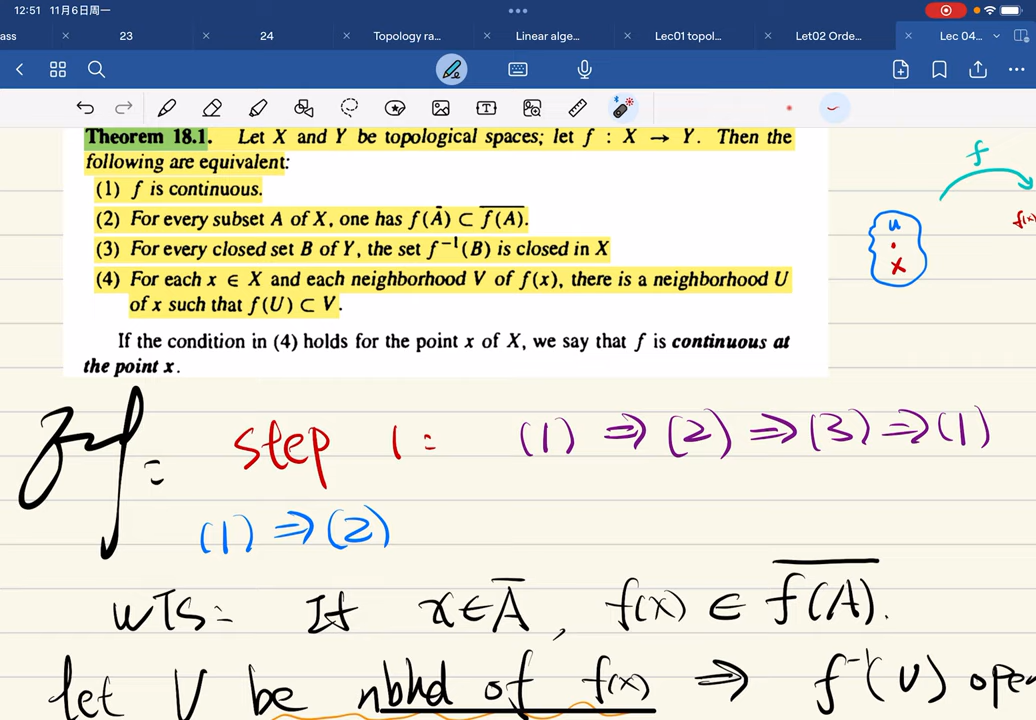 12:51 11月6日周一
ass × 23 × 24 × Topology ra... × Linear alge... × Lec01 topol... × Let02 Orde... × Lec 04...
Theorem 18.1. Let X and Y be topological spaces; let f : X → Y. Then the
following are equivalent:
(1) f is continuous.
(2) For every subset A of X, one has f(Ā) ⊂ \overline{f(A)}.
(3) For every closed set B of Y, the set f⁻¹(B) is closed in X
(4) For each x ∈ X and each neighborhood V of f(x), there is a neighborhood U
of x such that f(U) ⊂ V.
If the condition in (4) holds for the point x of X, we say that f is continuous at
the point x.
f
f(x)
u
x
step 1: (1) ⇒ (2) ⇒ (3) ⇒ (1)
(1) ⇒ (2)
WTS: If x ∈ Ā, f(x) ∈ \overline{f(A)}.
let V be nbhd of f(x) ⇒ f⁻¹(V) open